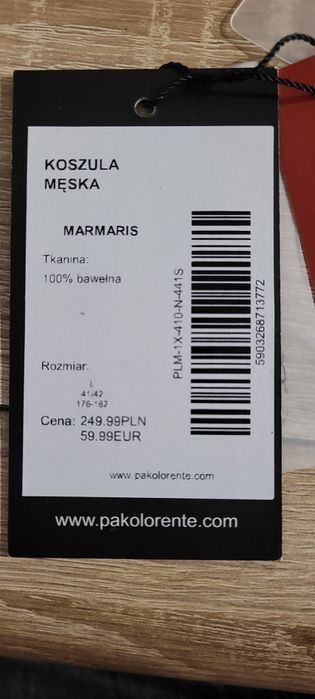 KOSZULA
MĘSKA
MARMARIS
Tkanina:
100% bawełna
Rozmiar:
L
41/42
176-182
Cena: 249.99PLN
59.99EUR
PLM-1X-410-N-441S
5903268713772
www.pakolorente.com
www.pakolorente.com